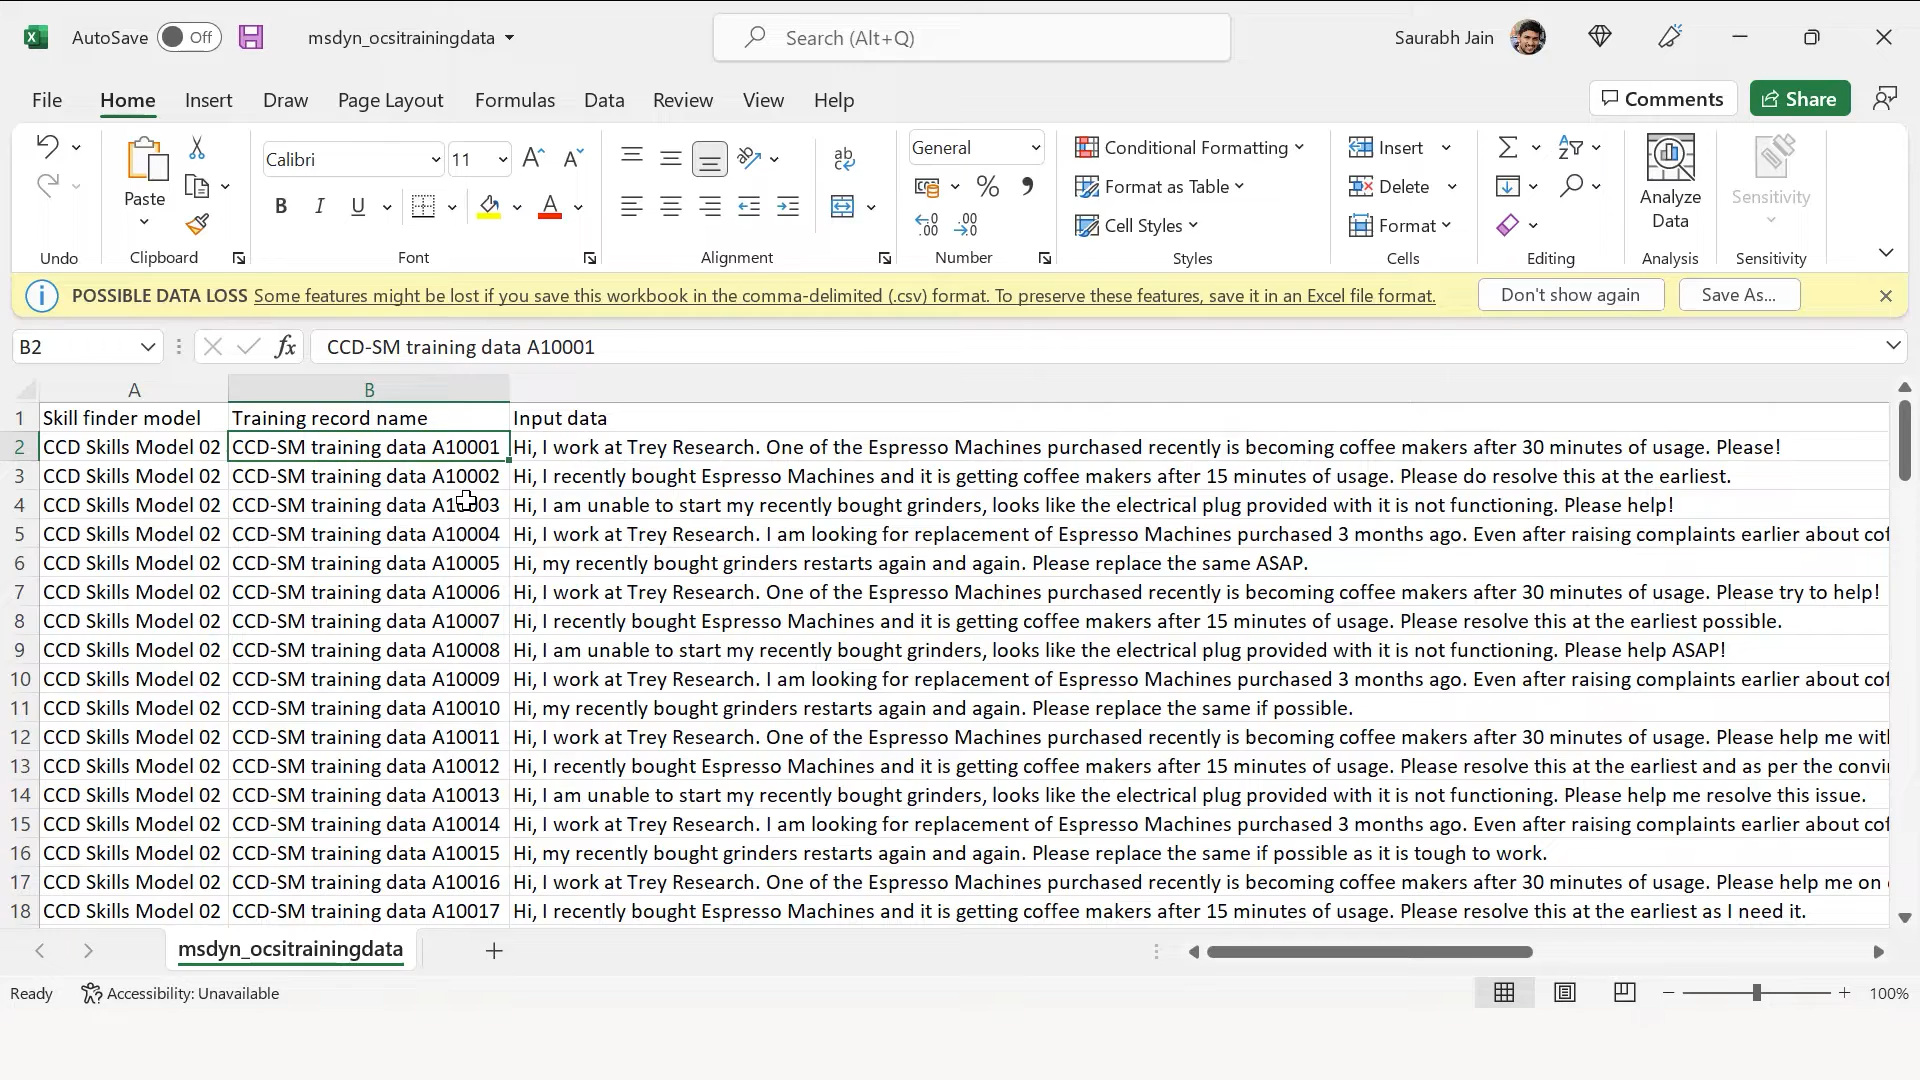 AutoSave Off msdyn_ocsitrainingdata Search (Alt+Q) Saurabh Jain
File Home Insert Draw Page Layout Formulas Data Review View Help Comments Share
Paste Calibri 11 ab General Conditional Formatting Insert Analyze Data Sensitivity
B I U A % Format as Table Delete
Cell Styles Format
Undo Clipboard Font Alignment Number Styles Cells Editing Analysis Sensitivity
POSSIBLE DATA LOSS Some features might be lost if you save this workbook in the comma-delimited (.csv) format. To preserve these features, save it in an Excel file format. Don't show again Save As...
B2 fx CCD-SM training data A10001
A B
1 Skill finder model Training record name Input data
2 CCD Skills Model 02 CCD-SM training data A10001 Hi, I work at Trey Research. One of the Espresso Machines purchased recently is becoming coffee makers after 30 minutes of usage. Please!
3 CCD Skills Model 02 CCD-SM training data A10002 Hi, I recently bought Espresso Machines and it is getting coffee makers after 15 minutes of usage. Please do resolve this at the earliest.
4 CCD Skills Model 02 CCD-SM training data A10003 Hi, I am unable to start my recently bought grinders, looks like the electrical plug provided with it is not functioning. Please help!
5 CCD Skills Model 02 CCD-SM training data A10004 Hi, I work at Trey Research. I am looking for replacement of Espresso Machines purchased 3 months ago. Even after raising complaints earlier about cof
6 CCD Skills Model 02 CCD-SM training data A10005 Hi, my recently bought grinders restarts again and again. Please replace the same ASAP.
7 CCD Skills Model 02 CCD-SM training data A10006 Hi, I work at Trey Research. One of the Espresso Machines purchased recently is becoming coffee makers after 30 minutes of usage. Please try to help!
8 CCD Skills Model 02 CCD-SM training data A10007 Hi, I recently bought Espresso Machines and it is getting coffee makers after 15 minutes of usage. Please resolve this at the earliest possible.
9 CCD Skills Model 02 CCD-SM training data A10008 Hi, I am unable to start my recently bought grinders, looks like the electrical plug provided with it is not functioning. Please help ASAP!
10 CCD Skills Model 02 CCD-SM training data A10009 Hi, I work at Trey Research. I am looking for replacement of Espresso Machines purchased 3 months ago. Even after raising complaints earlier about cof
11 CCD Skills Model 02 CCD-SM training data A10010 Hi, my recently bought grinders restarts again and again. Please replace the same if possible.
12 CCD Skills Model 02 CCD-SM training data A10011 Hi, I work at Trey Research. One of the Espresso Machines purchased recently is becoming coffee makers after 30 minutes of usage. Please help me wit
13 CCD Skills Model 02 CCD-SM training data A10012 Hi, I recently bought Espresso Machines and it is getting coffee makers after 15 minutes of usage. Please resolve this at the earliest and as per the convi
14 CCD Skills Model 02 CCD-SM training data A10013 Hi, I am unable to start my recently bought grinders, looks like the electrical plug provided with it is not functioning. Please help me resolve this issue.
15 CCD Skills Model 02 CCD-SM training data A10014 Hi, I work at Trey Research. I am looking for replacement of Espresso Machines purchased 3 months ago. Even after raising complaints earlier about cof
16 CCD Skills Model 02 CCD-SM training data A10015 Hi, my recently bought grinders restarts again and again. Please replace the same if possible as it is tough to work.
17 CCD Skills Model 02 CCD-SM training data A10016 Hi, I work at Trey Research. One of the Espresso Machines purchased recently is becoming coffee makers after 30 minutes of usage. Please help me on
18 CCD Skills Model 02 CCD-SM training data A10017 Hi, I recently bought Espresso Machines and it is getting coffee makers after 15 minutes of usage. Please resolve this at the earliest as I need it.
msdyn_ocsitrainingdata
Ready Accessibility: Unavailable 100%